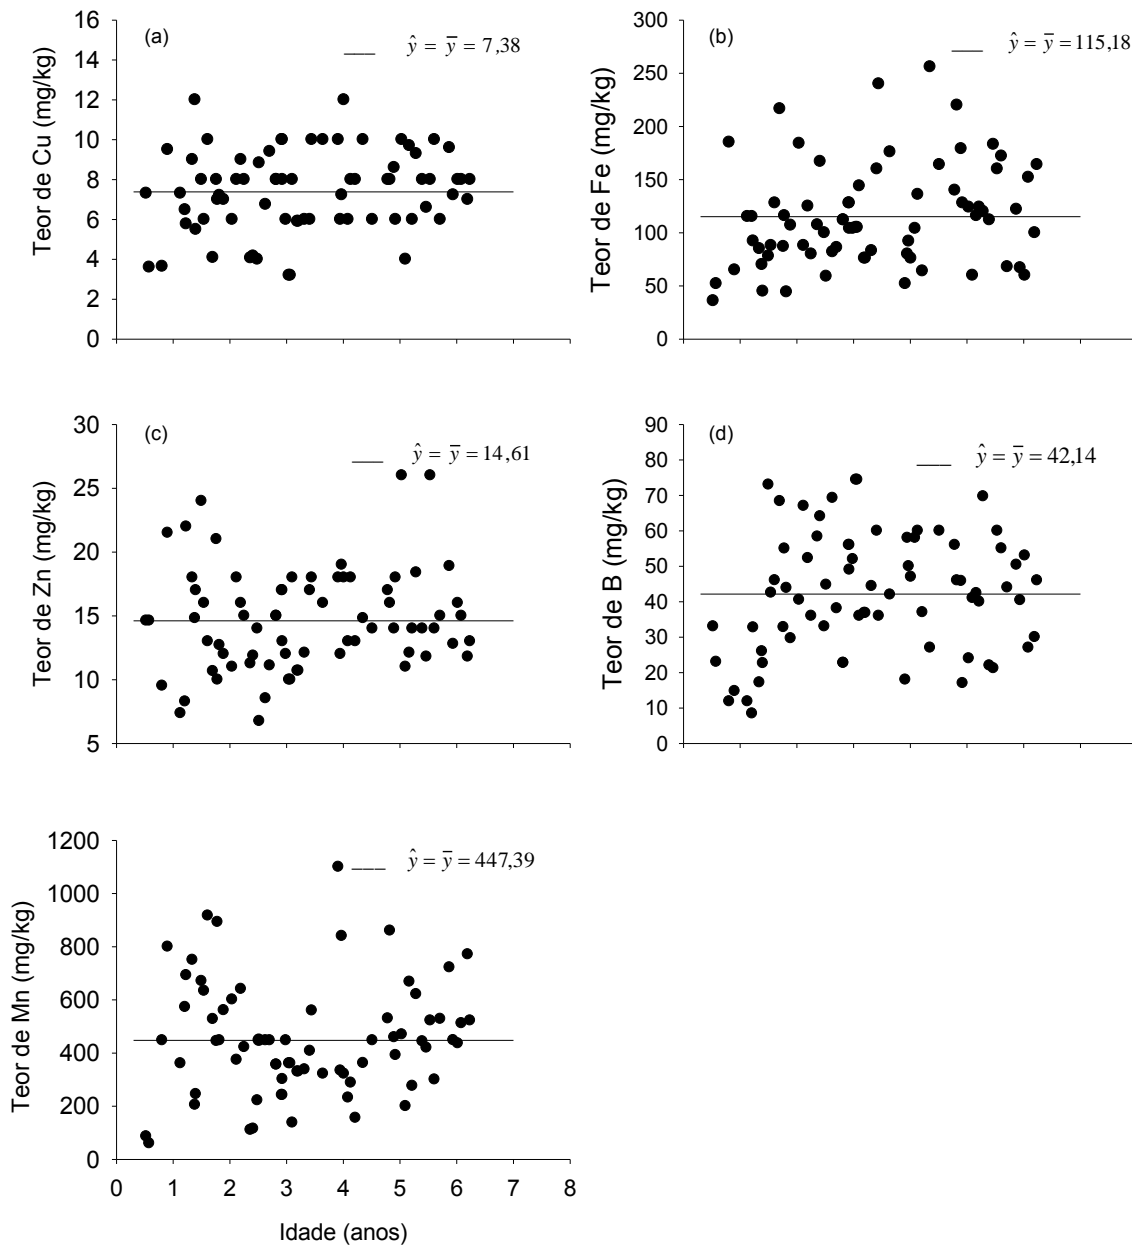 (a)
ŷ = ȳ = 7,38
Teor de Cu (mg/kg)
16
14
12
10
8
6
4
2
0
(b)
ŷ = ȳ = 115,18
Teor de Fe (mg/kg)
300
250
200
150
100
50
0
(c)
ŷ = ȳ = 14,61
Teor de Zn (mg/kg)
30
25
20
15
10
5
(d)
ŷ = ȳ = 42,14
Teor de B (mg/kg)
90
80
70
60
50
40
30
20
10
0
ŷ = ȳ = 447,39
Teor de Mn (mg/kg)
1200
1000
800
600
400
200
0
0 1 2 3 4 5 6 7 8
Idade (anos)